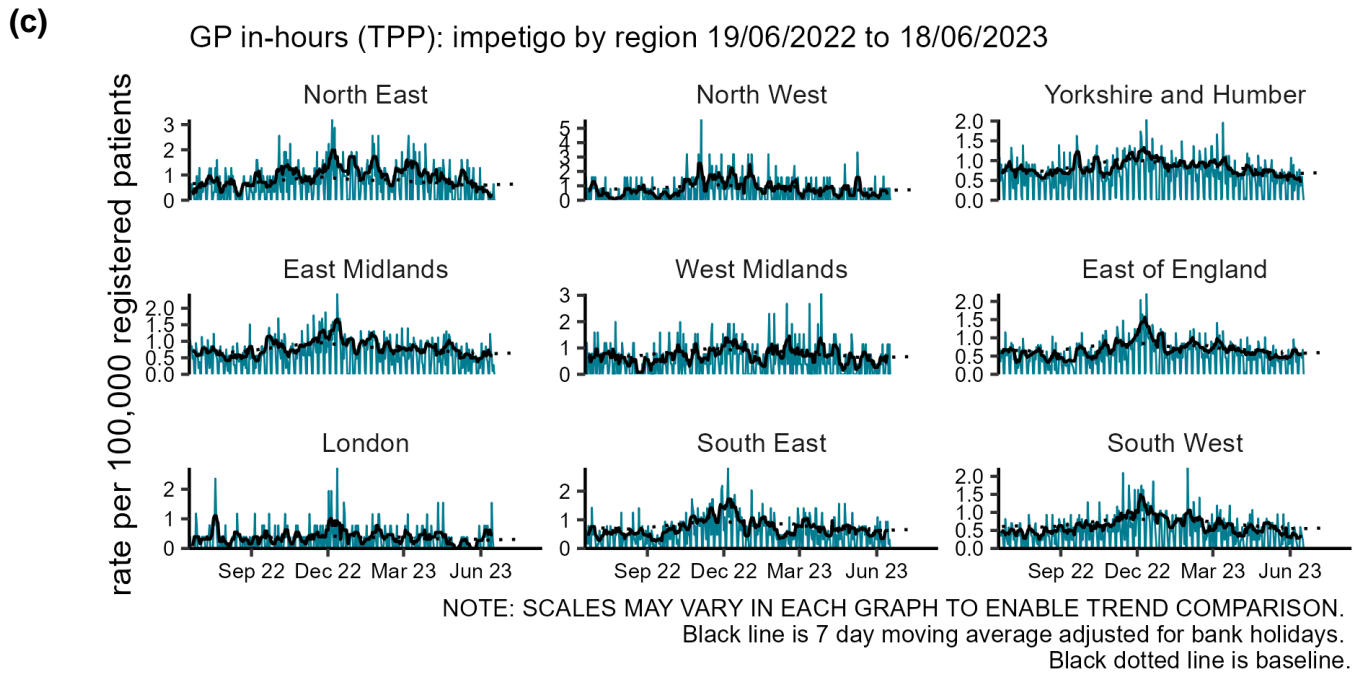 (c)
GP in-hours (TPP): impetigo by region 19/06/2022 to 18/06/2023
rate per 100,000 registered patients
North East
3
2
1
0
North West
5
4
3
2
1
0
Yorkshire and Humber
2.0
1.5
1.0
0.5
0.0
East Midlands
2.0
1.5
1.0
0.5
0.0
West Midlands
3
2
1
0
East of England
2.0
1.5
1.0
0.5
0.0
London
2
1
0
Sep 22 Dec 22 Mar 23 Jun 23
South East
2
1
0
Sep 22 Dec 22 Mar 23 Jun 23
South West
2.0
1.5
1.0
0.5
0.0
Sep 22 Dec 22 Mar 23 Jun 23
NOTE: SCALES MAY VARY IN EACH GRAPH TO ENABLE TREND COMPARISON.
Black line is 7 day moving average adjusted for bank holidays.
Black dotted line is baseline.